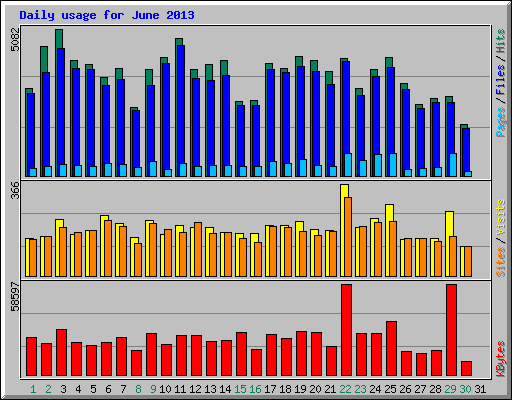 Daily usage for June 2013
5082
Pages / Files / Hits
366
Sites / Visits
58597
KBytes
1 2 3 4 5 6 7 8 9 10 11 12 13 14 15 16 17 18 19 20 21 22 23 24 25 26 27 28 29 30 31